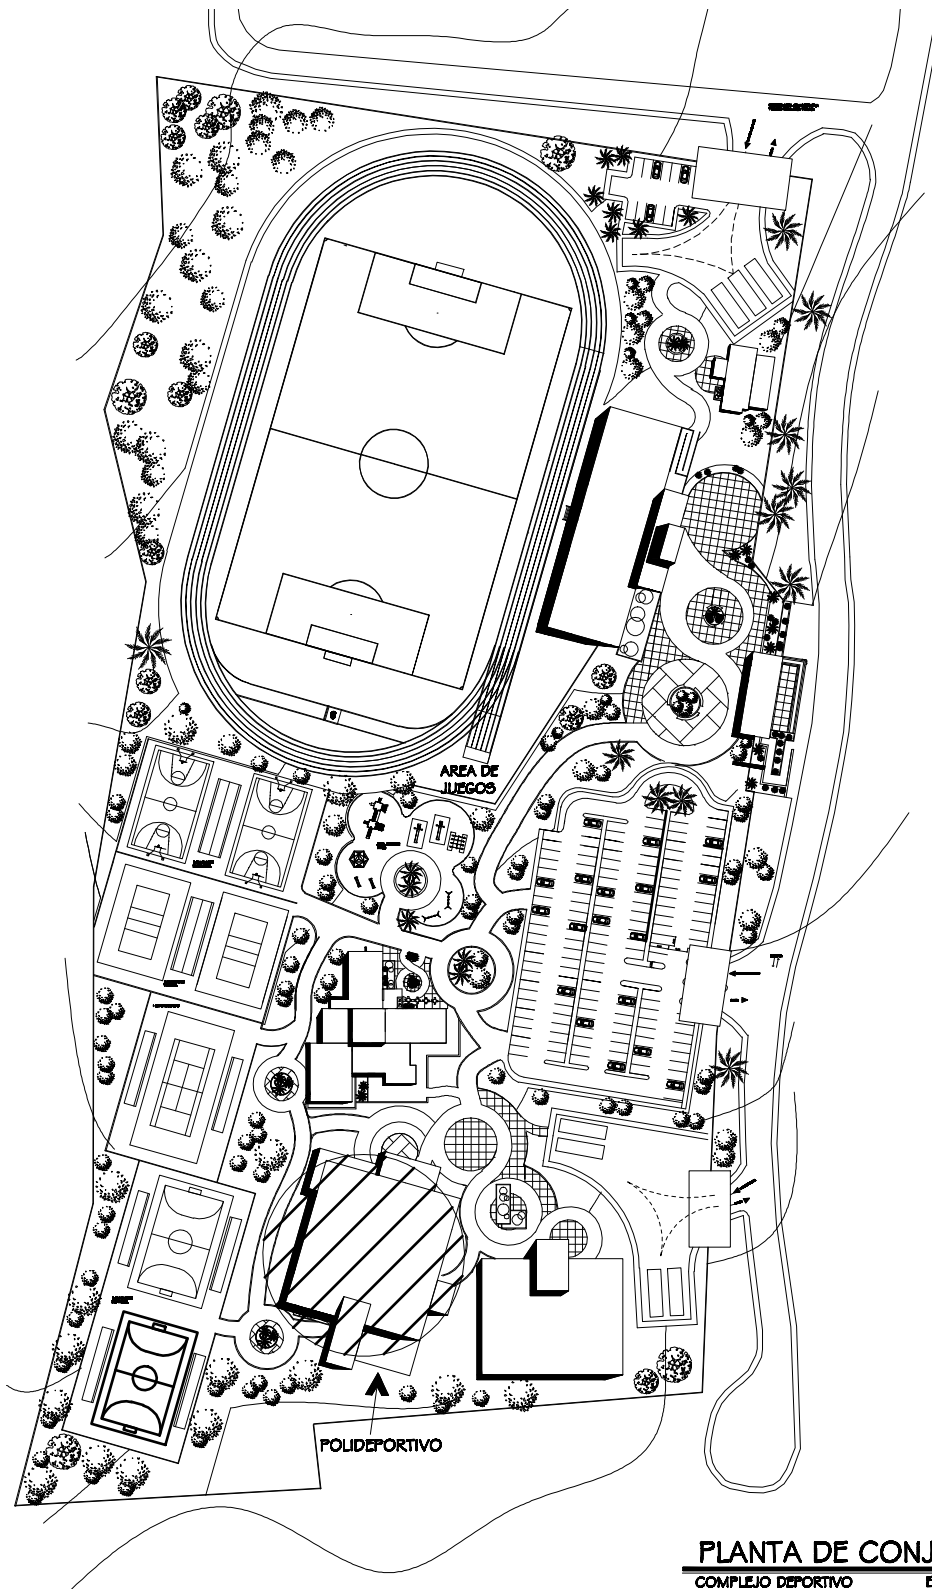 AREA DE
JUEGOS
POLIDEPORTIVO
PLANTA DE CONJ
COMPLEJO DEPORTIVO E